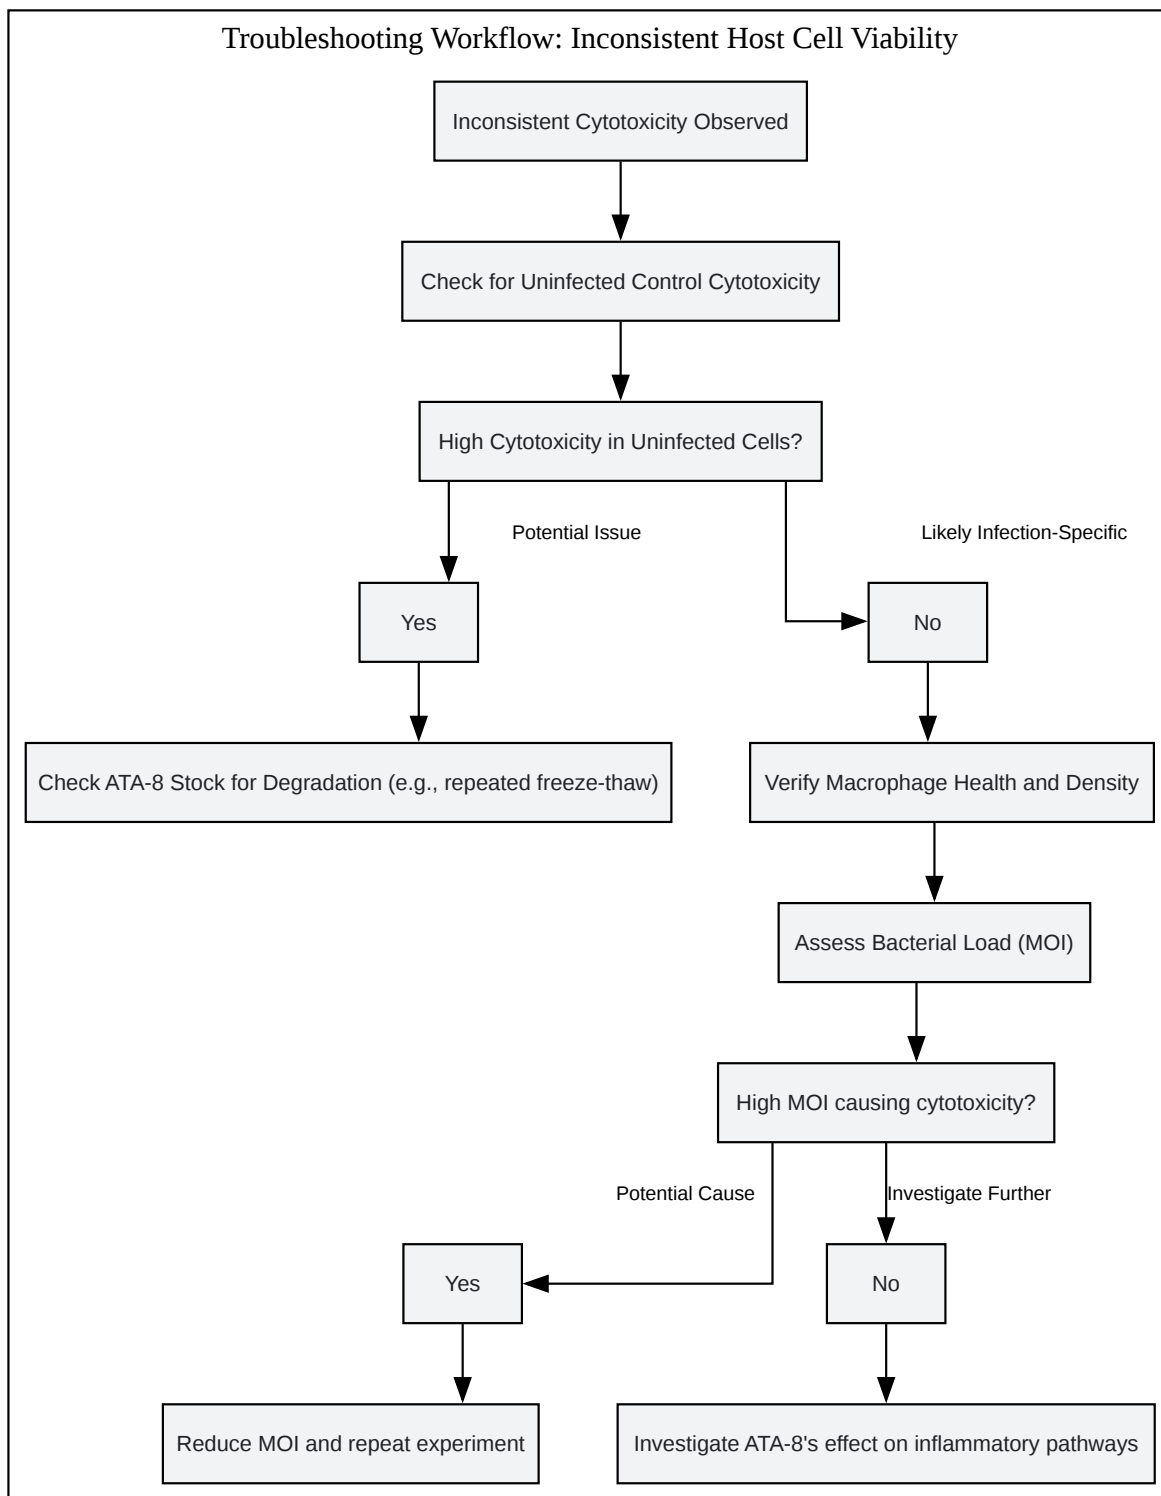 Troubleshooting Workflow: Inconsistent Host Cell Viability
Inconsistent Cytotoxicity Observed
Check for Uninfected Control Cytotoxicity
High Cytotoxicity in Uninfected Cells?
Potential Issue
Likely Infection-Specific
Yes
No
Check ATA-8 Stock for Degradation (e.g., repeated freeze-thaw)
Verify Macrophage Health and Density
Assess Bacterial Load (MOI)
High MOI causing cytotoxicity?
Potential Cause
Investigate Further
Yes
No
Reduce MOI and repeat experiment
Investigate ATA-8's effect on inflammatory pathways